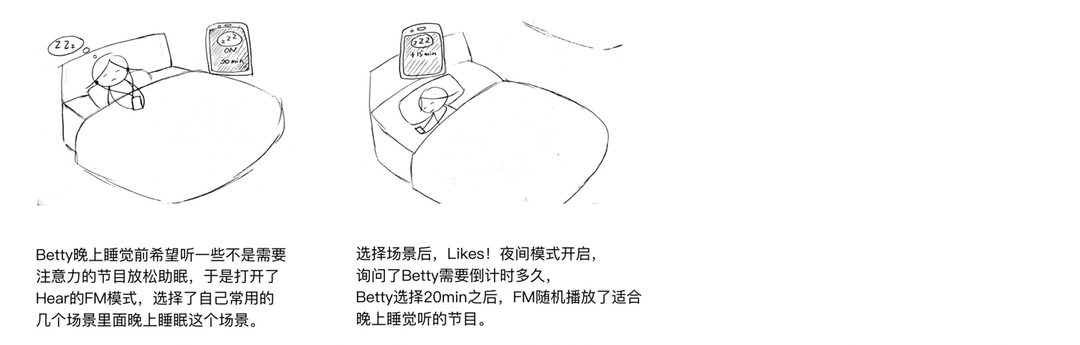 zZz
zZZ
ON
30min
zZZ
+15min
Betty晚上睡觉前希望听一些不是需要
注意力的节目放松助眠，于是打开了
Hear的FM模式，选择了自己常用的
几个场景里面晚上睡眠这个场景。
选择场景后，Likes！夜间模式开启，
询问了Betty需要倒计时多久，
Betty选择20min之后，FM随机播放了适合
晚上睡觉听的节目。